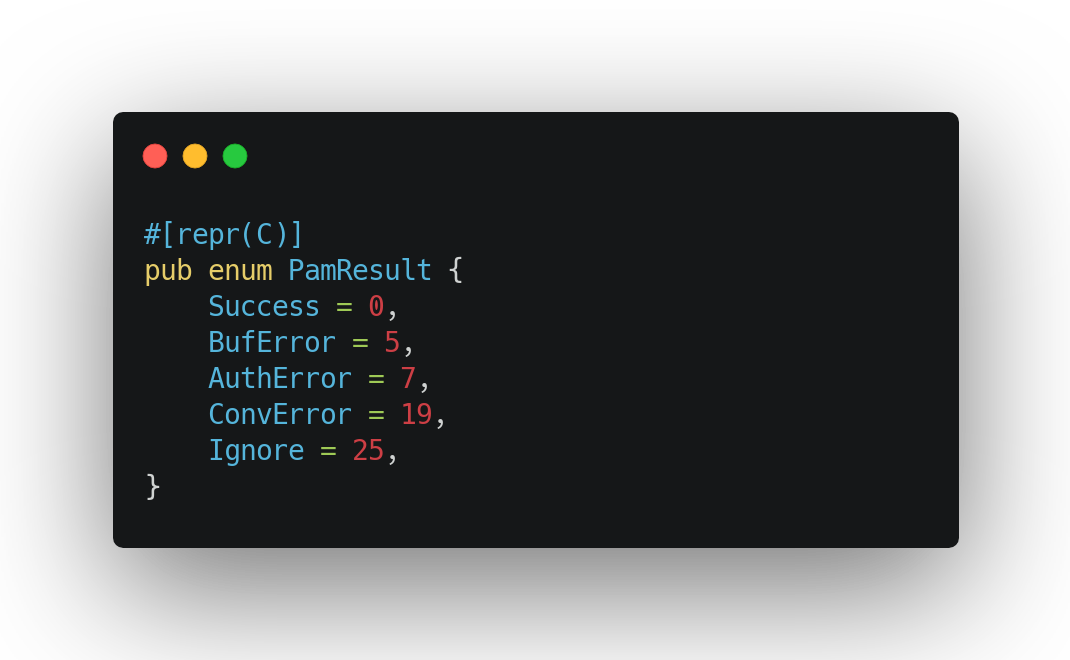 #[repr(C)]
pub enum PamResult {
    Success = 0,
    BufError = 5,
    AuthError = 7,
    ConvError = 19,
    Ignore = 25,
}